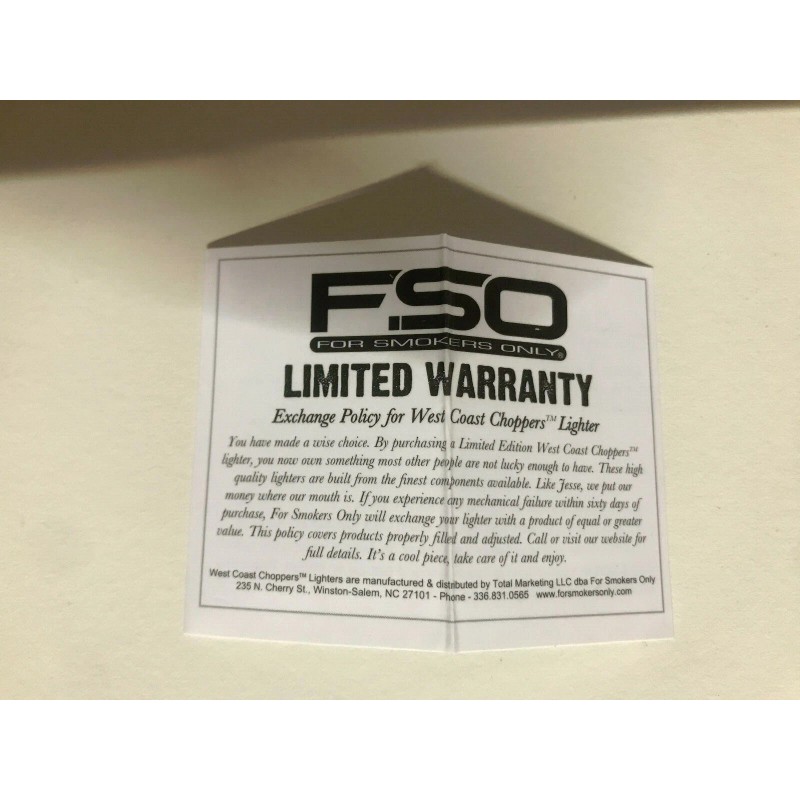 FSO
FOR SMOKERS ONLY®
LIMITED WARRANTY
Exchange Policy for West Coast Choppers™ Lighter
You have made a wise choice. By purchasing a Limited Edition West Coast Choppers™
lighter, you now own something most other people are not lucky enough to have. These high
quality lighters are built from the finest components available. Like Jesse, we put our
money where our mouth is. If you experience any mechanical failure within sixty days of
purchase, For Smokers Only will exchange your lighter with a product of equal or greater
value. This policy covers products properly filled and adjusted. Call or visit our website for
full details. It's a cool piece, take care of it and enjoy.
West Coast Choppers™ Lighters are manufactured & distributed by Total Marketing LLC dba For Smokers Only
235 N. Cherry St., Winston-Salem, NC 27101 - Phone - 336.831.0565 www.forsmokersonly.com